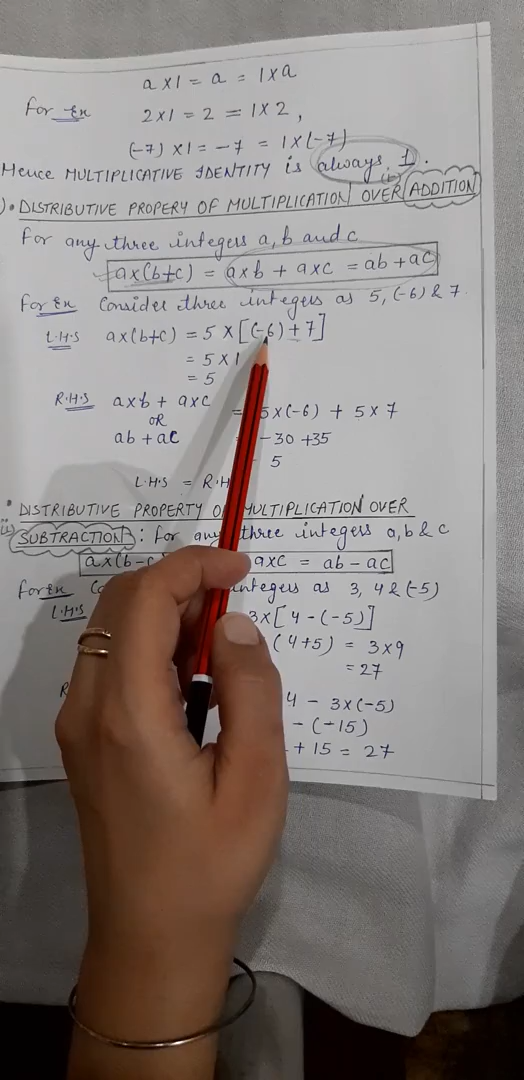 a x 1 = a = 1 x a
For Ex 2 x 1 = 2 = 1 x 2,
(-7) x 1 = -7 = 1 x (-7)
Hence MULTIPLICATIVE IDENTITY is always 1.
DISTRIBUTIVE PROPERY OF MULTIPLICATION OVER (i) ADDITION
For any three integers a, b and c
a x (b + c) = a x b + a x c = ab + ac
For Ex Consider three integers as 5, (-6) & 7.
L.H.S a x (b + c) = 5 x [(-6) + 7]
= 5 x 1
= 5
R.H.S a x b + a x c = 5 x (-6) + 5 x 7
OR
ab + ac - 30 + 35
5
L.H.S = R.H
• DISTRIBUTIVE PROPERTY MULTIPLICATION OVER
ii) SUBTRACTION : For any three integers a, b & c
a x (b - c) a x c = ab - ac
For Ex integers as 3, 4 & (-5)
L.H.S 3 x [4 - (-5)]
(4 + 5) = 3 x 9
= 27
4 - 3 x (-5)
- (-15)
+ 15 = 27